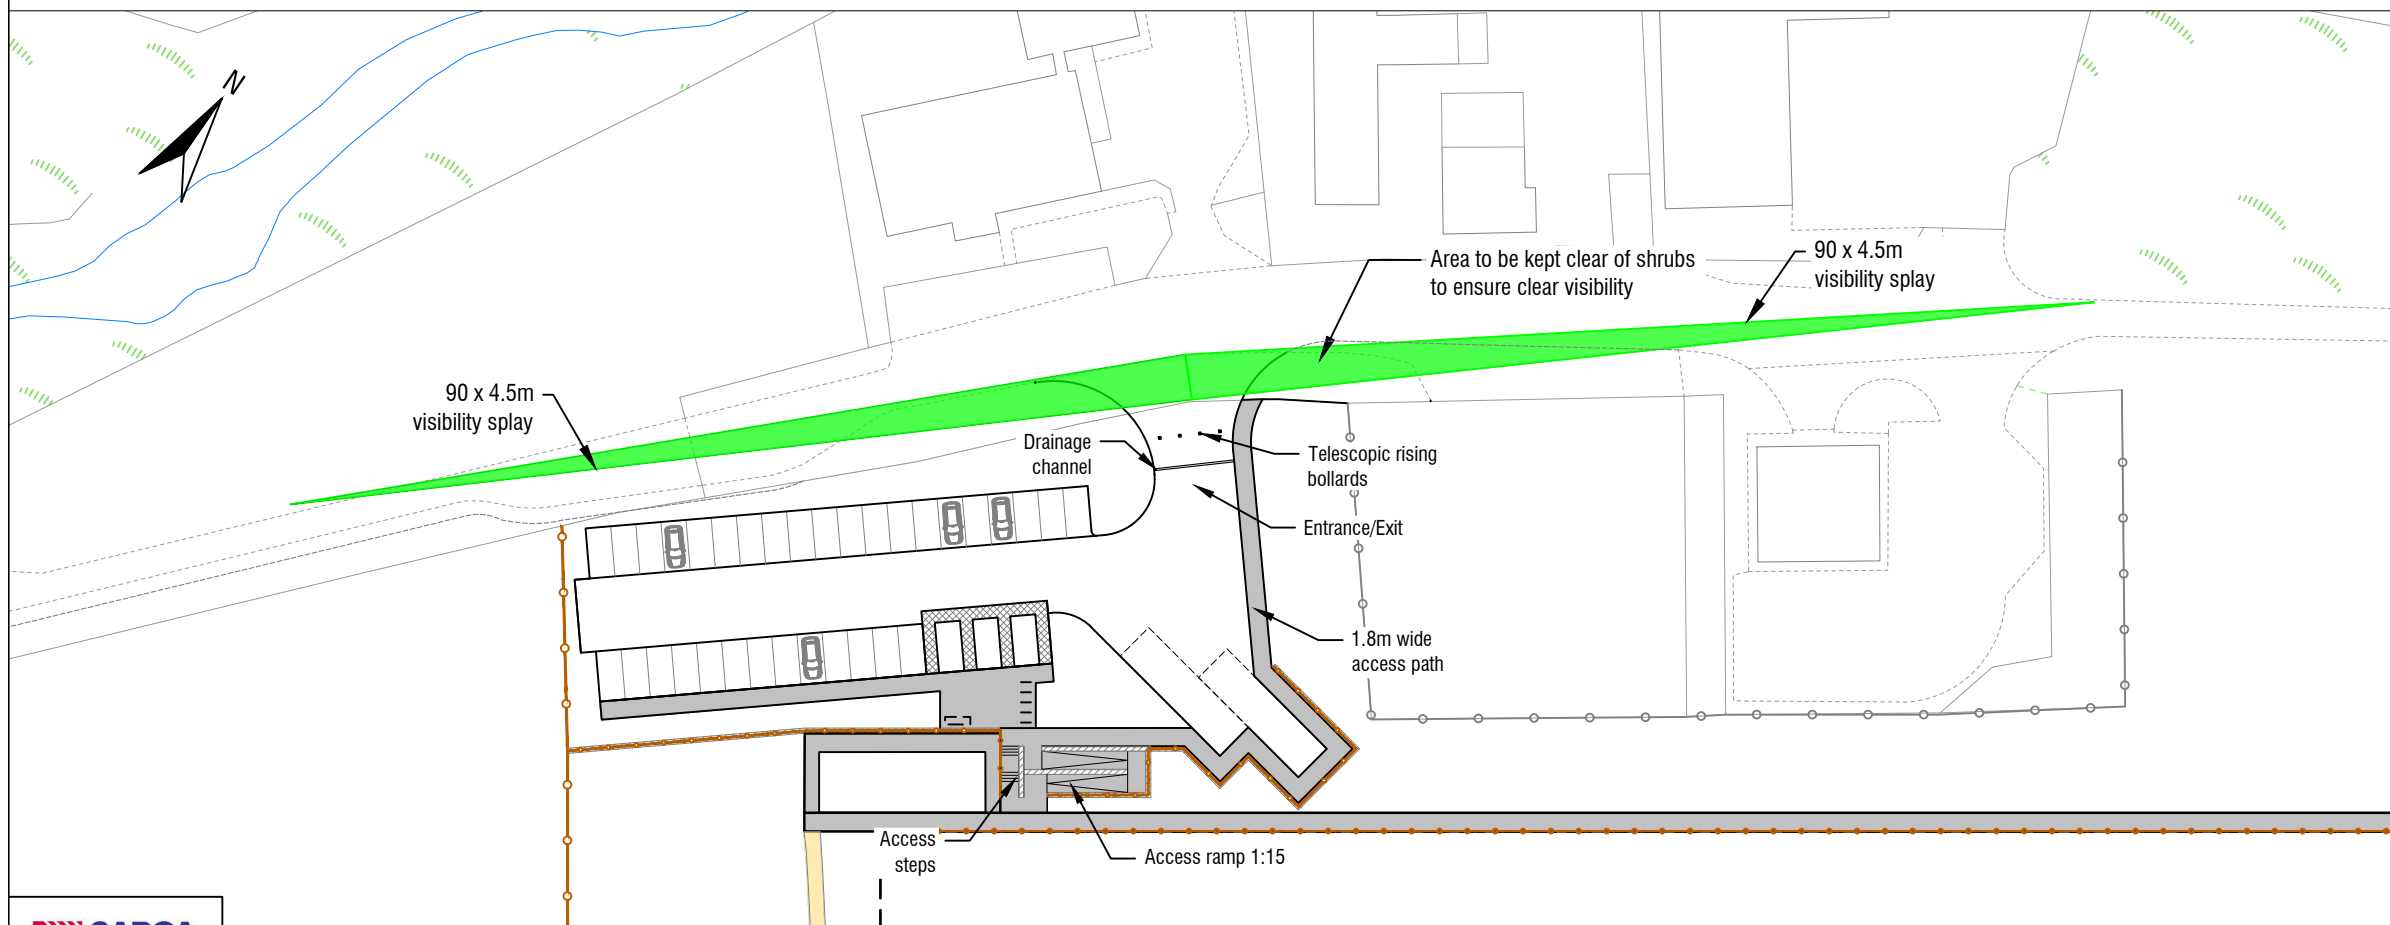 N
Area to be kept clear of shrubs
to ensure clear visibility
90 x 4.5m
visibility splay
90 x 4.5m
visibility splay
Drainage
channel
Telescopic rising
bollards
Entrance/Exit
1.8m wide
access path
Access
steps
Access ramp 1:15